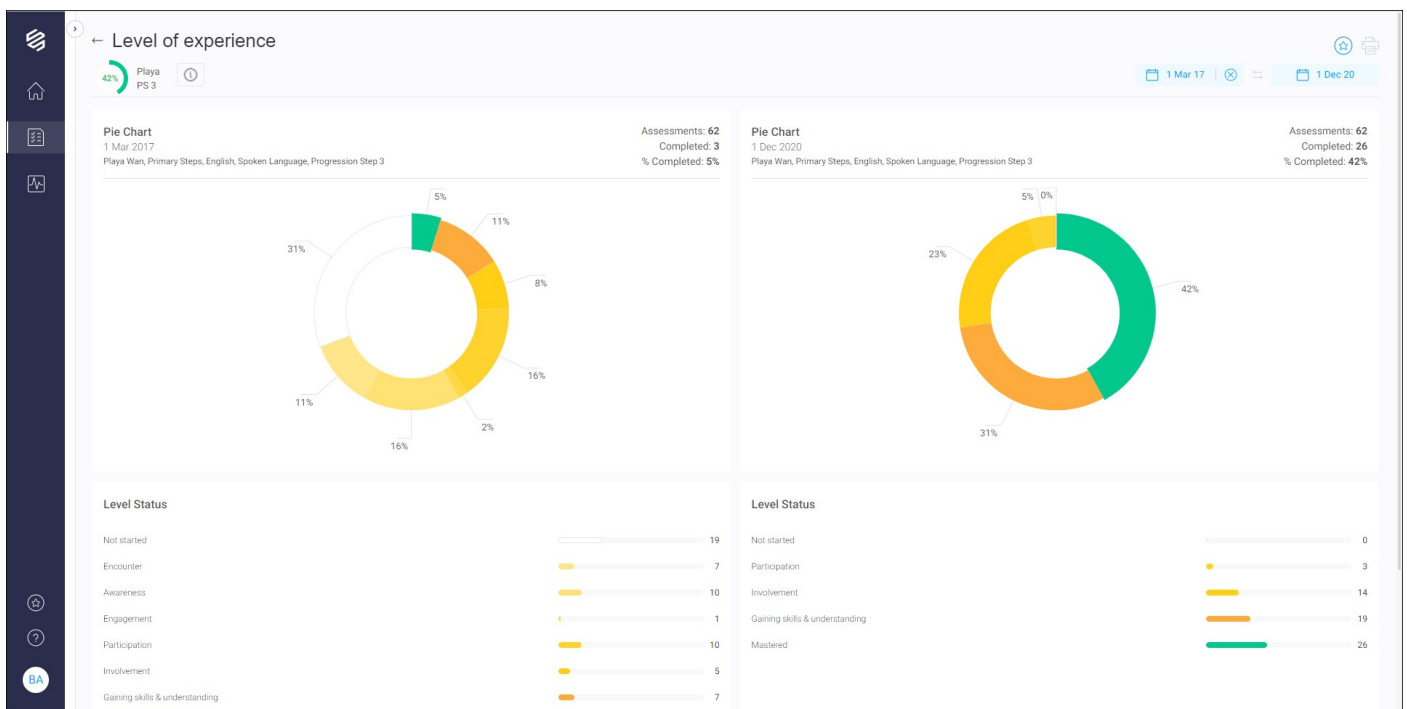 ← Level of experience
42%
Playa
PS 3
1 Mar 17
1 Dec 20
Pie Chart
1 Mar 2017
Playa Wan, Primary Steps, English, Spoken Language, Progression Step 3
Assessments: 62
Completed: 3
% Completed: 5%
5%
11%
31%
8%
16%
11%
2%
16%
Pie Chart
1 Dec 2020
Playa Wan, Primary Steps, English, Spoken Language, Progression Step 3
Assessments: 62
Completed: 26
% Completed: 42%
5% 0%
23%
42%
31%
Level Status
Not started 19
Encounter 7
Awareness 10
Engagement 1
Participation 10
Involvement 5
Gaining skills & understanding 7
Level Status
Not started 0
Participation 3
Involvement 14
Gaining skills & understanding 19
Mastered 26
BA